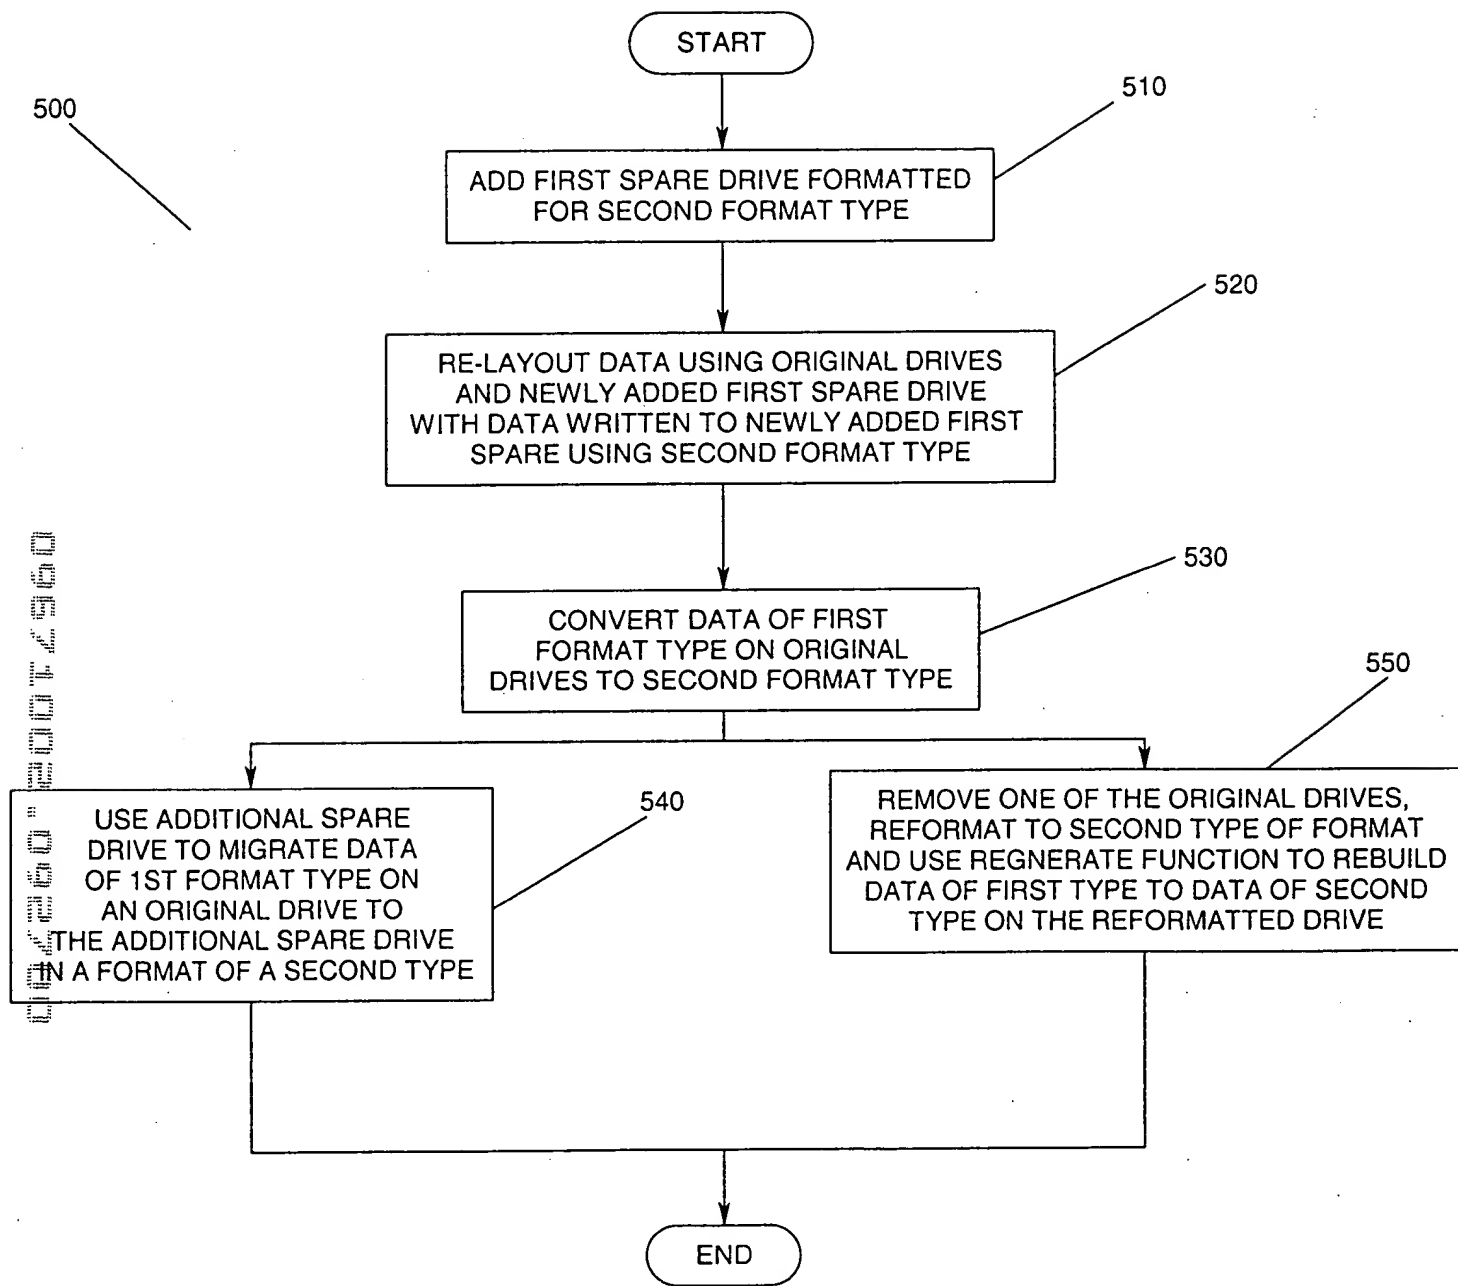 START
500
510
ADD FIRST SPARE DRIVE FORMATTED
FOR SECOND FORMAT TYPE
520
RE-LAYOUT DATA USING ORIGINAL DRIVES
AND NEWLY ADDED FIRST SPARE DRIVE
WITH DATA WRITTEN TO NEWLY ADDED FIRST
SPARE USING SECOND FORMAT TYPE
530
CONVERT DATA OF FIRST
FORMAT TYPE ON ORIGINAL
DRIVES TO SECOND FORMAT TYPE
540
USE ADDITIONAL SPARE
DRIVE TO MIGRATE DATA
OF 1ST FORMAT TYPE ON
AN ORIGINAL DRIVE TO
THE ADDITIONAL SPARE DRIVE
IN A FORMAT OF A SECOND TYPE
550
REMOVE ONE OF THE ORIGINAL DRIVES,
REFORMAT TO SECOND TYPE OF FORMAT
AND USE REGNERATE FUNCTION TO REBUILD
DATA OF FIRST TYPE TO DATA OF SECOND
TYPE ON THE REFORMATTED DRIVE
END
09671002.092700